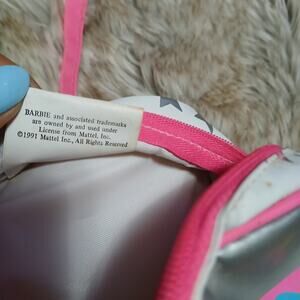 BARBIE and associated trademarks
are owned by and used under
License from Mattel, Inc.
©1991 Mattel Inc., All Rights Reserved